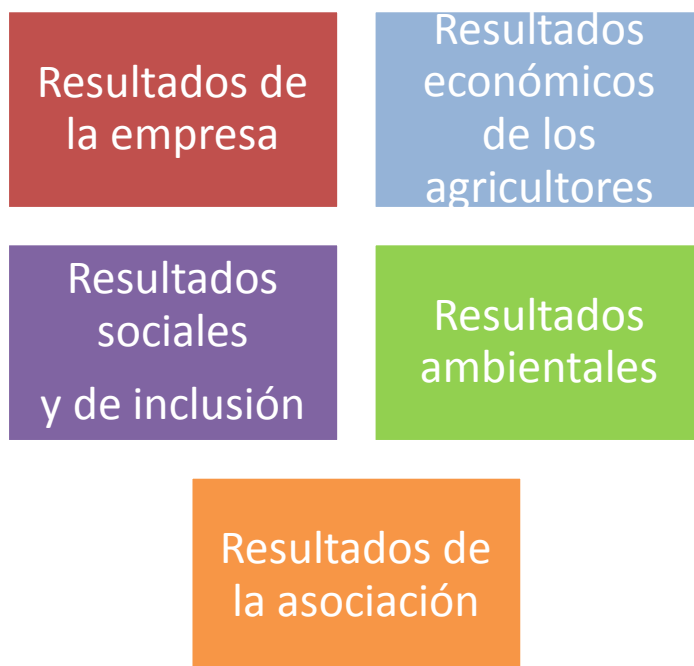 Resultados de
la empresa
Resultados
económicos
de los
agricultores
Resultados
sociales
y de inclusión
Resultados
ambientales
Resultados de
la asociación